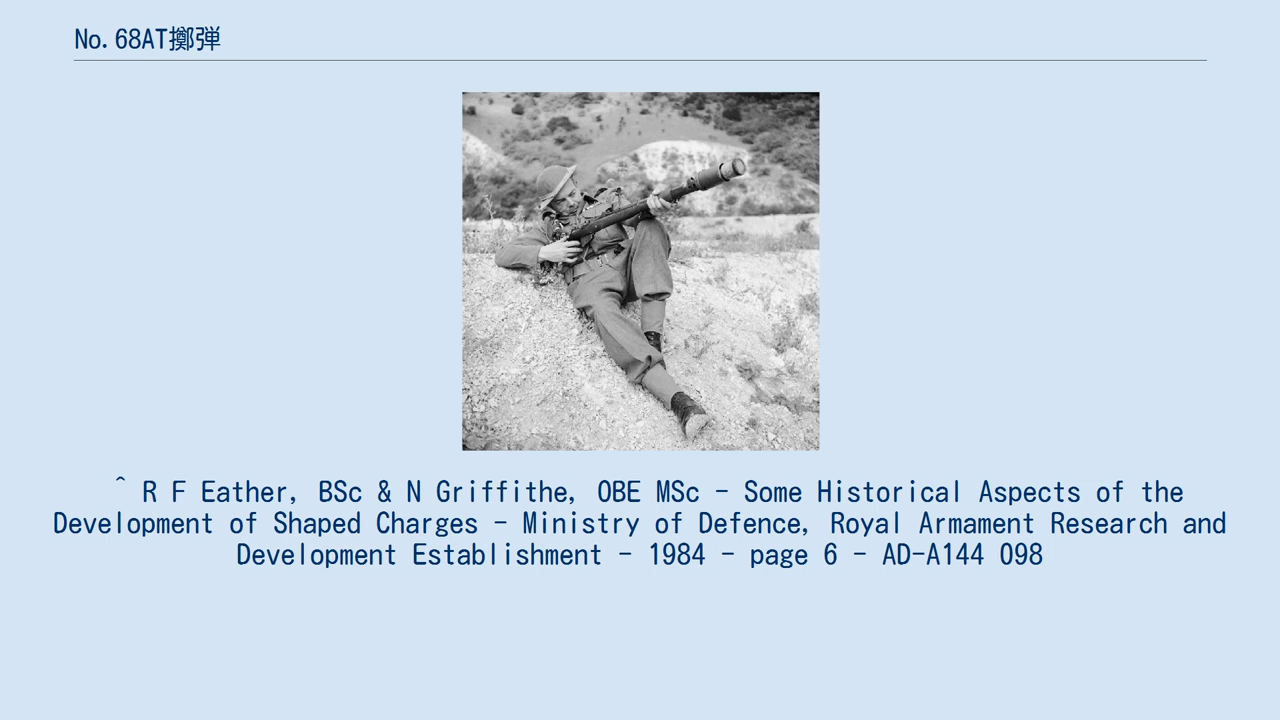 No.68AT擲弾
^ R F Eather, BSc & N Griffithe, OBE MSc - Some Historical Aspects of the
Development of Shaped Charges - Ministry of Defence, Royal Armament Research and
Development Establishment - 1984 - page 6 - AD-A144 098